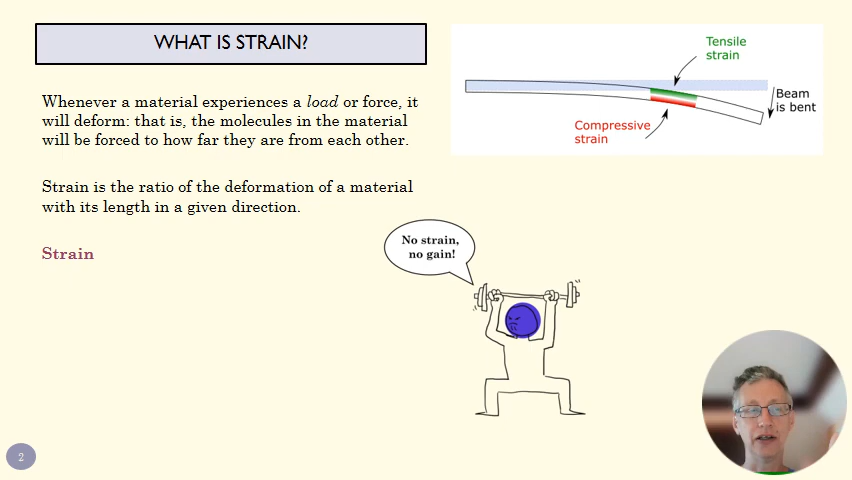 WHAT IS STRAIN?
Whenever a material experiences a load or force, it
will deform: that is, the molecules in the material
will be forced to how far they are from each other.
Strain is the ratio of the deformation of a material
with its length in a given direction.
Strain
Tensile
strain
Beam
is bent
Compressive
strain
No strain,
no gain!
2